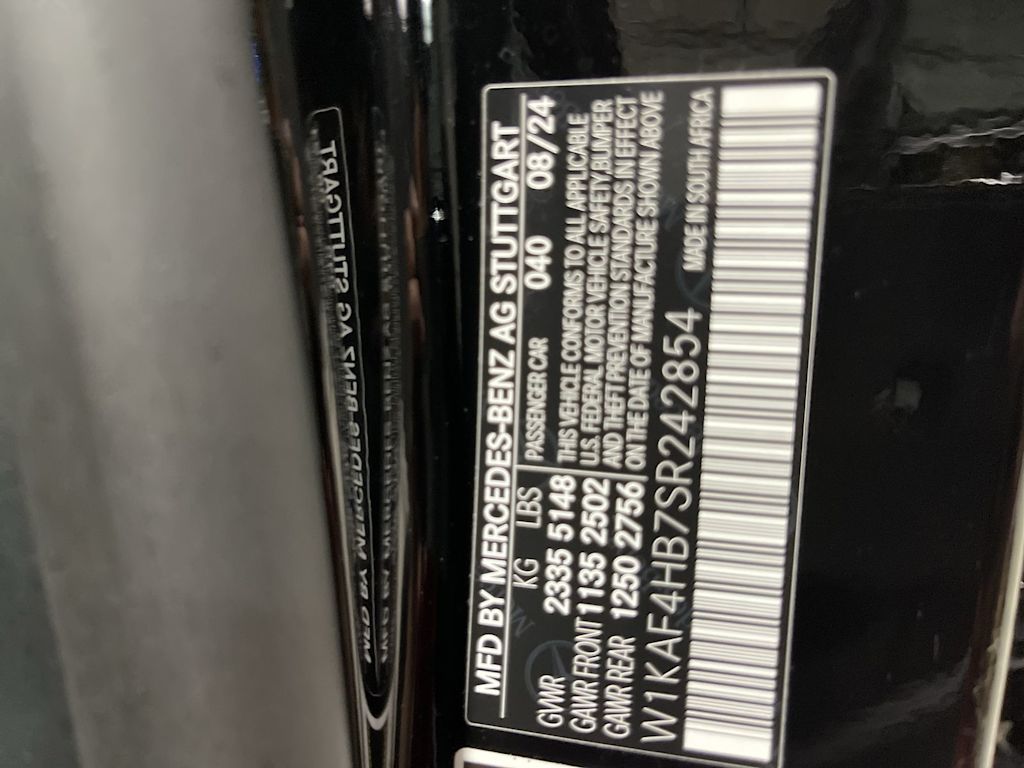 MFD BY MERCEDES-BENZ AG STUTTGART
KG LBS PASSENGER CAR 040 08/24
GVWR 2335 5148
GAWR FRONT 1135 2502
GAWR REAR 1250 2756
THIS VEHICLE CONFORMS TO ALL APPLICABLE
U.S. FEDERAL MOTOR VEHICLE SAFETY, BUMPER
AND THEFT PREVENTION STANDARDS IN EFFECT
ON THE DATE OF MANUFACTURE SHOWN ABOVE
W1KAF4HB7SR242854 MADE IN SOUTH AFRICA
MFD BY MERCEDES-BENZ AG STUTTGART